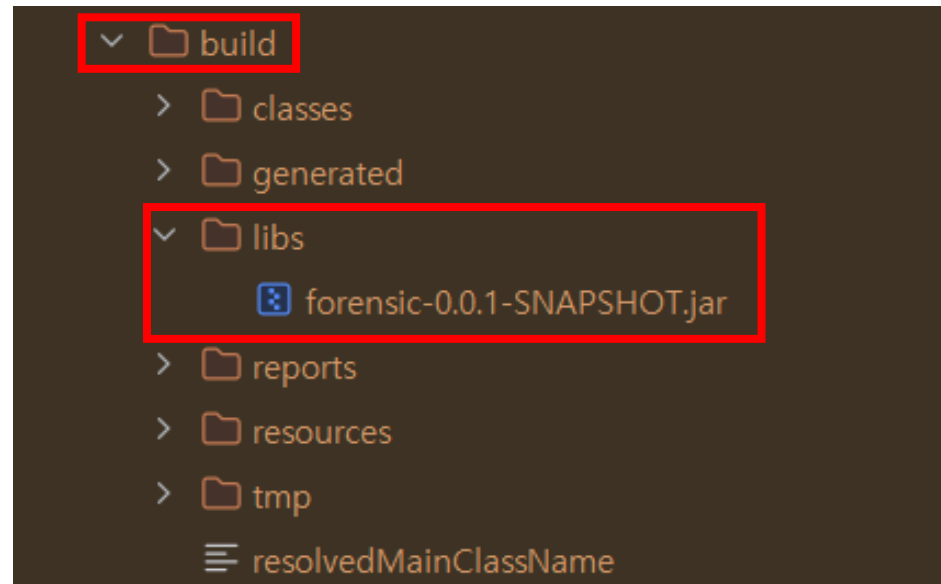 build
classes
generated
libs
forensic-0.0.1-SNAPSHOT.jar
reports
resources
tmp
resolvedMainClassName